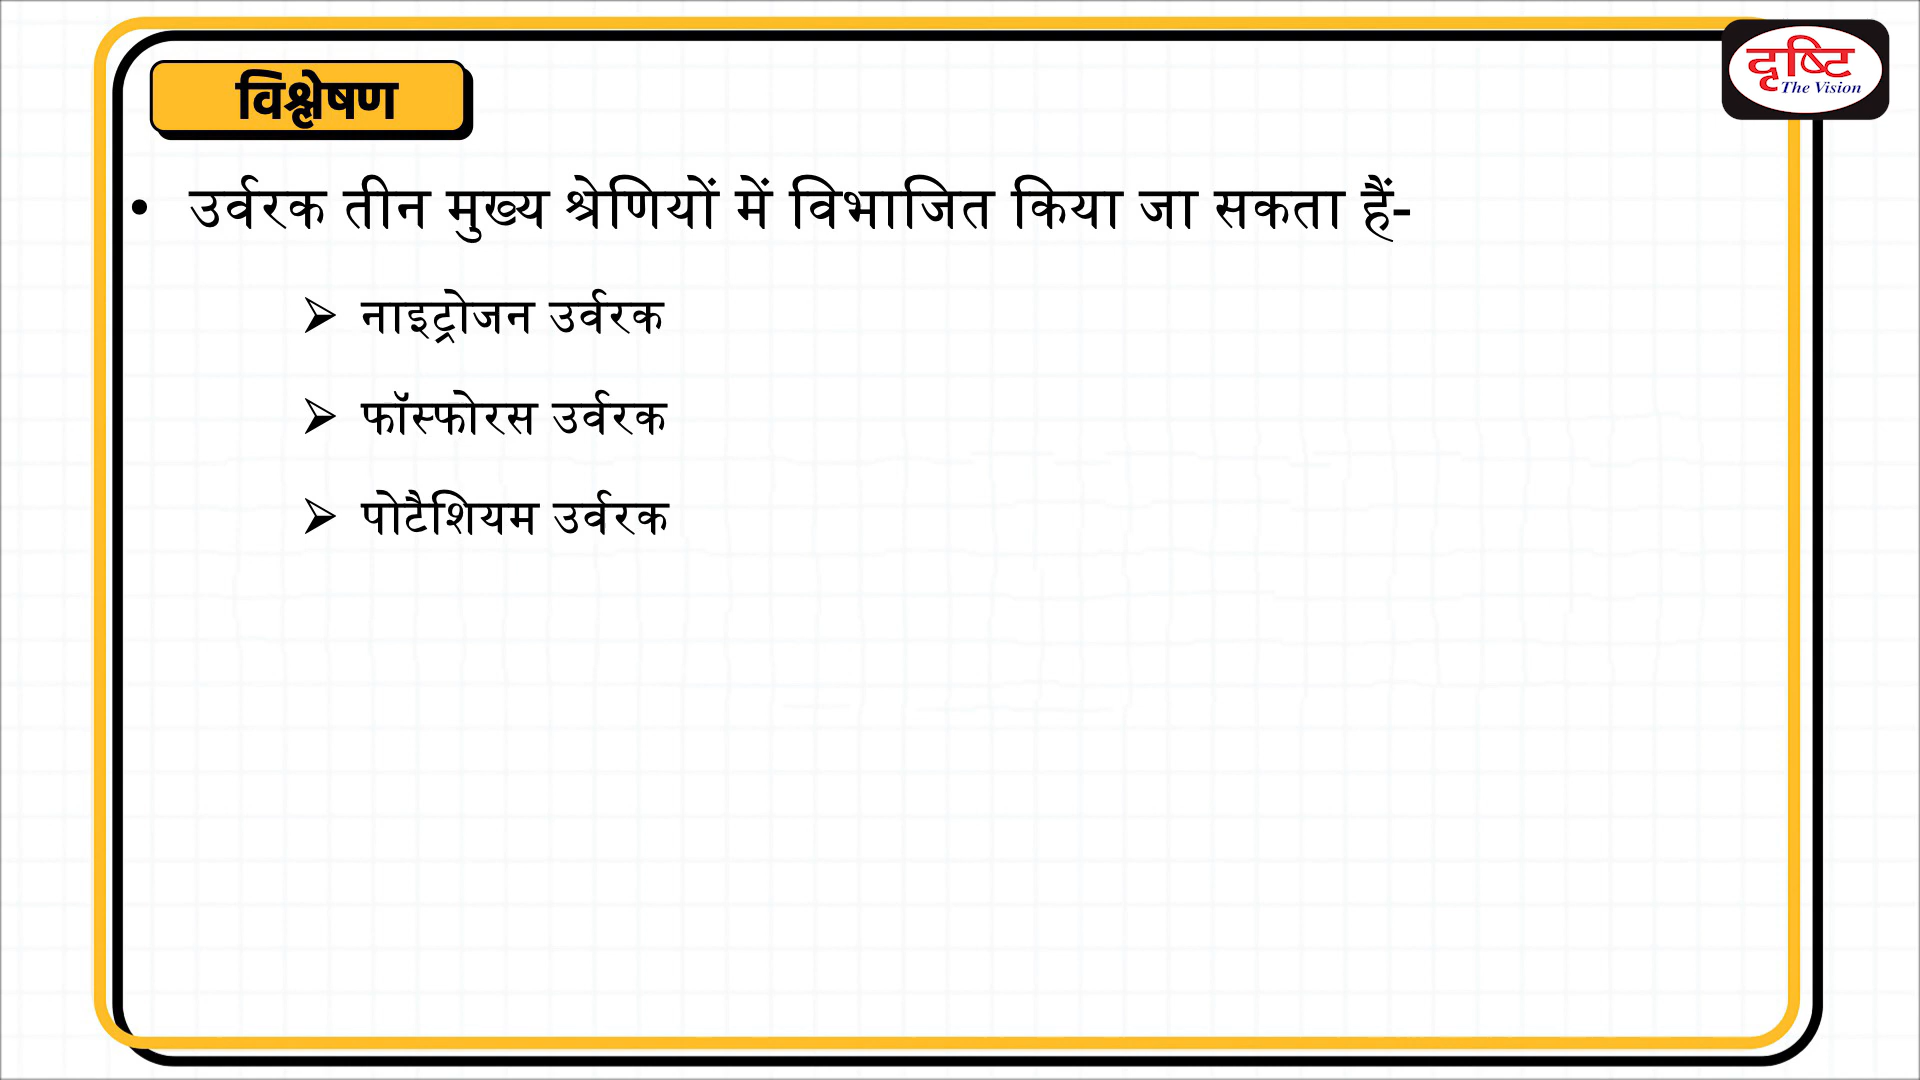 दृष्टि
The Vision
विश्लेषण
• उर्वरक तीन मुख्य श्रेणियों में विभाजित किया जा सकता हैं-
➢ नाइट्रोजन उर्वरक
➢ फॉस्फोरस उर्वरक
➢ पोटैशियम उर्वरक